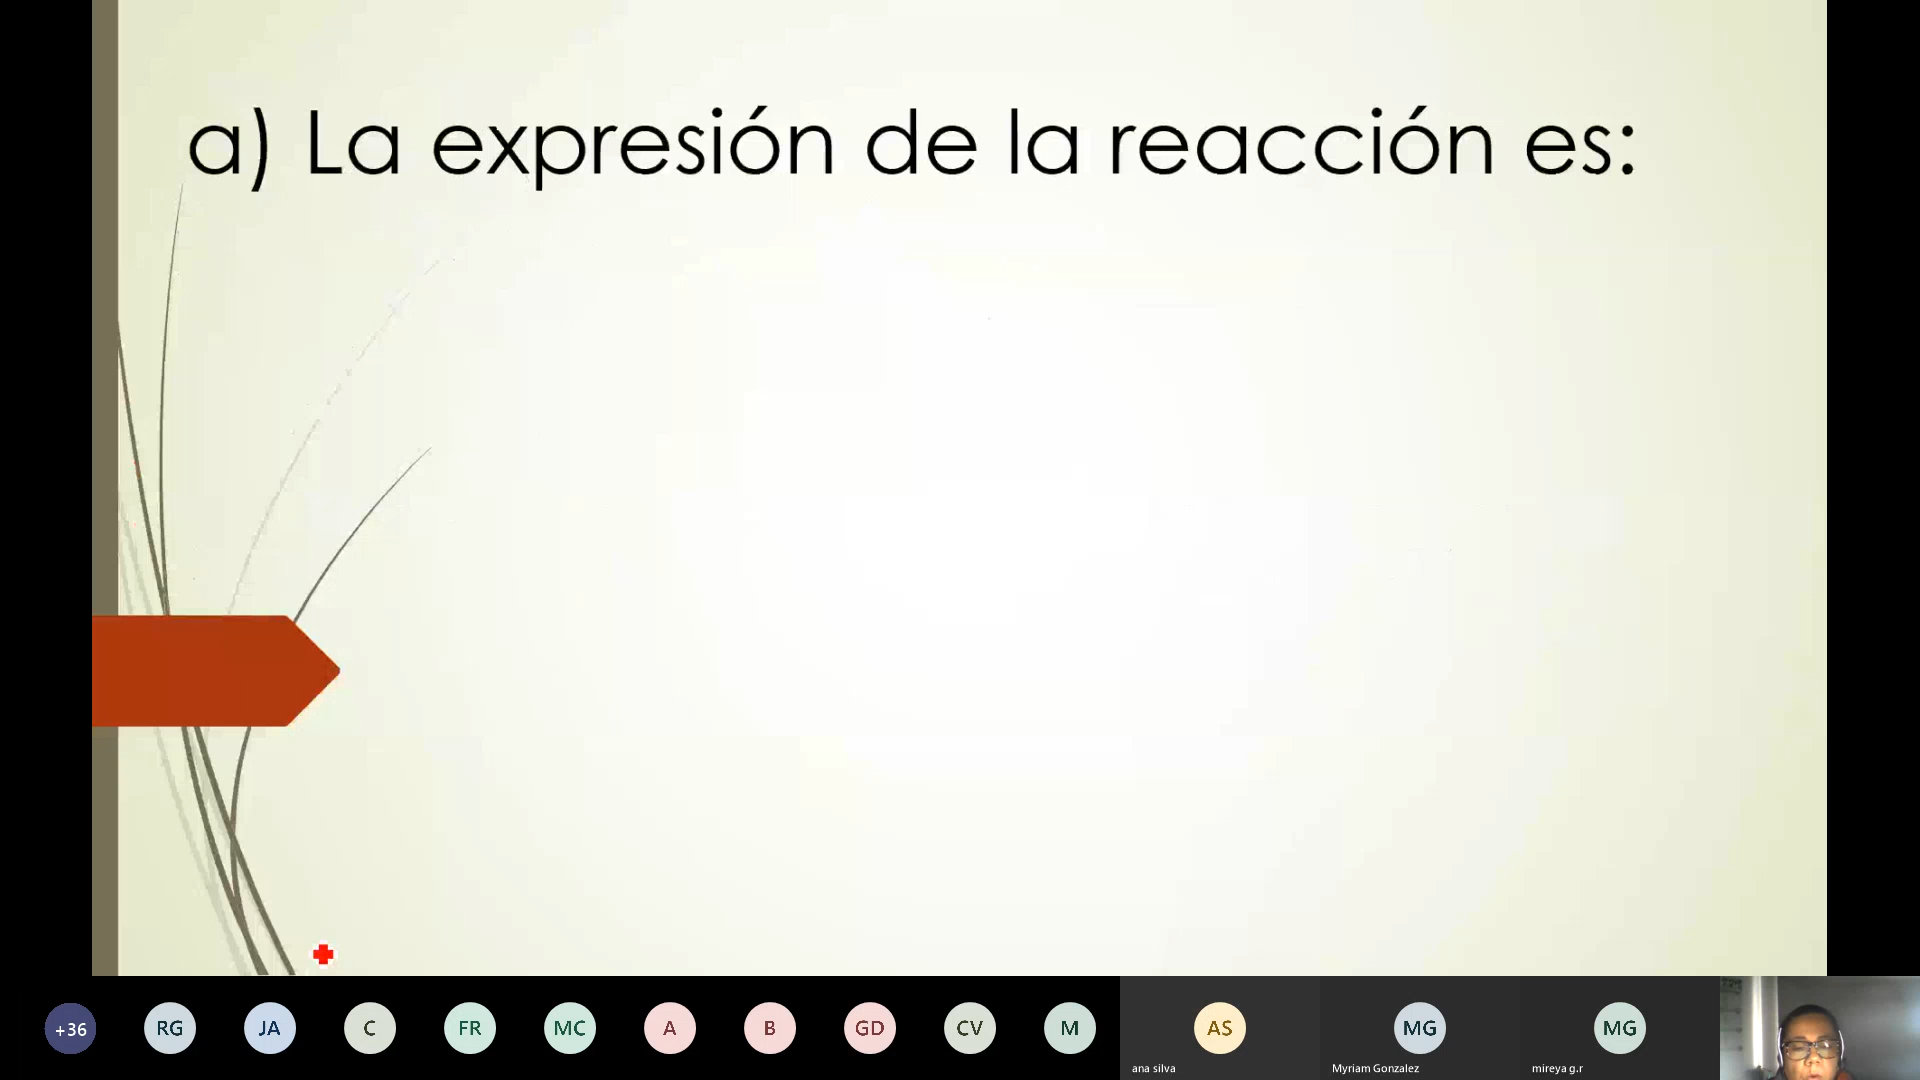 a) La expresión de la reacción es:
+36
RG
JA
C
FR
MC
A
B
GD
CV
M
AS
MG
MG
ana silva
Myriam Gonzalez
mireya g.r